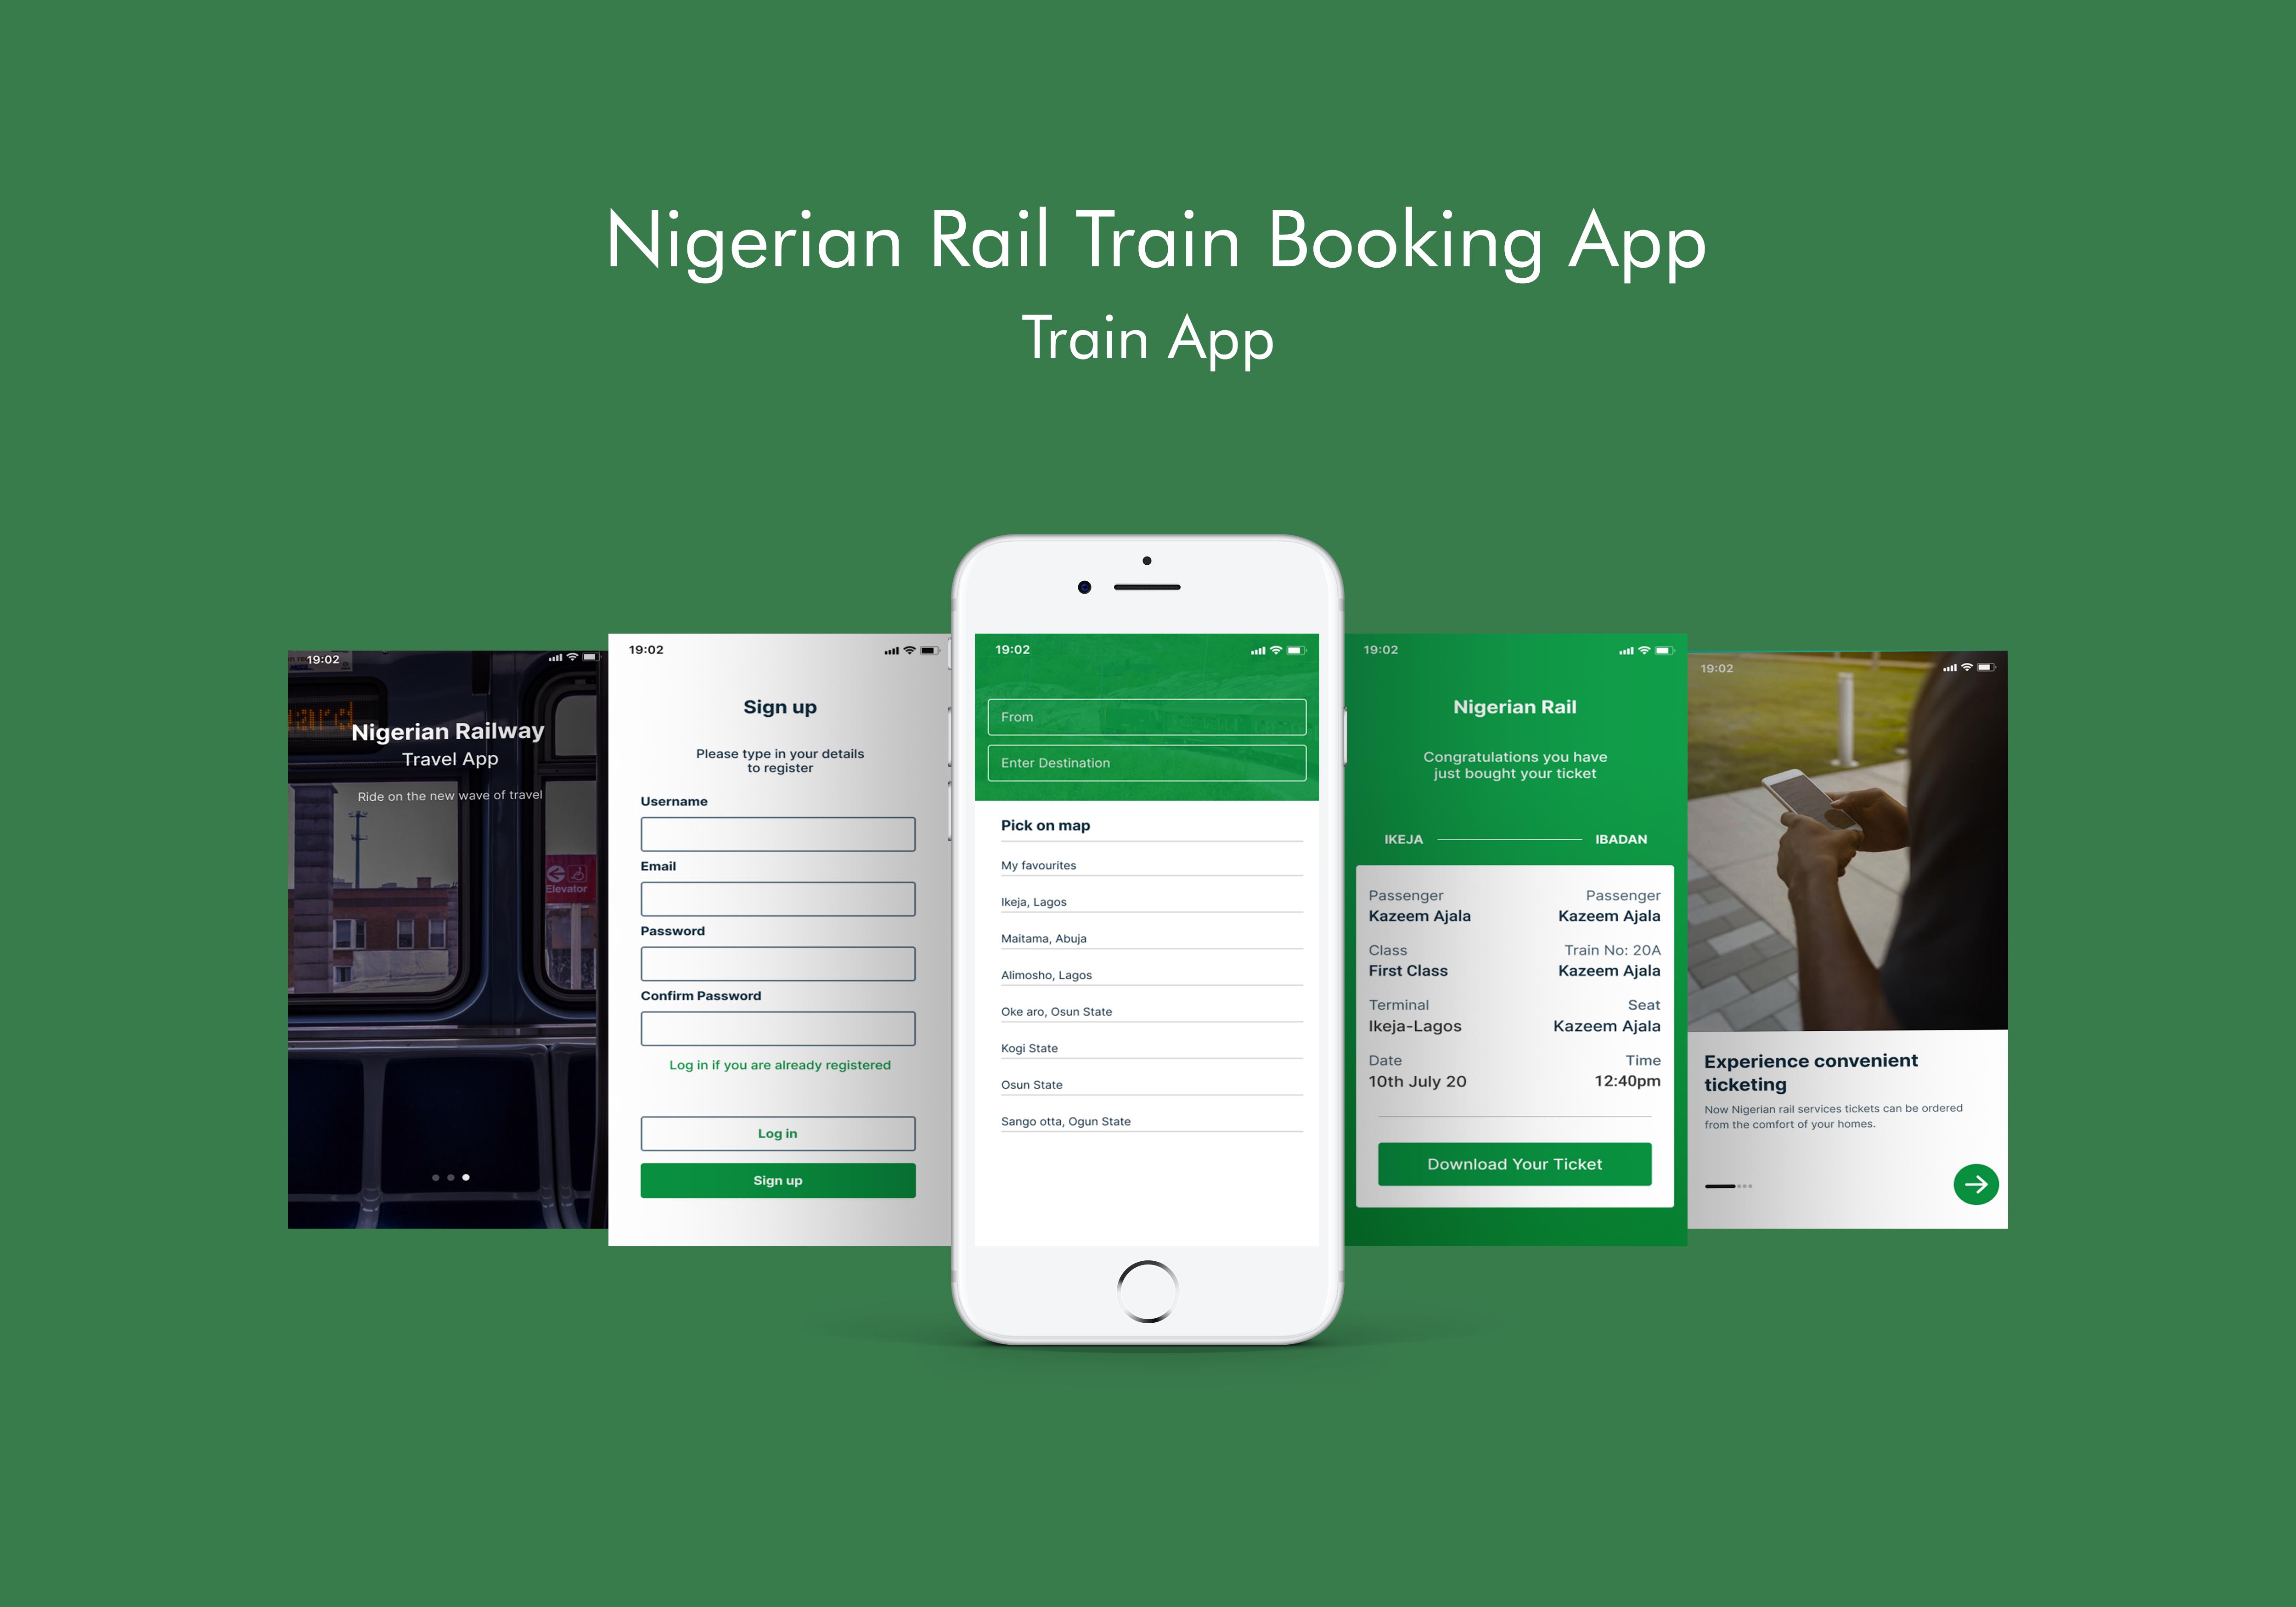 Nigerian Rail Train Booking App
Train App
19:02
Nigerian Railway
Travel App
Ride on the new wave of travel
Elevator
19:02
Sign up
Please type in your details
to register
Username
Email
Password
Confirm Password
Log in if you are already registered
Log in
Sign up
19:02
From
Enter Destination
Pick on map
My favourites
Ikeja, Lagos
Maitama, Abuja
Alimosho, Lagos
Oke aro, Osun State
Kogi State
Osun State
Sango otta, Ogun State
19:02
Nigerian Rail
Congratulations you have
just bought your ticket
IKEJA IBADAN
Passenger Passenger
Kazeem Ajala Kazeem Ajala
Class Train No: 20A
First Class Kazeem Ajala
Terminal Seat
Ikeja-Lagos Kazeem Ajala
Date Time
10th July 20 12:40pm
Download Your Ticket
19:02
Experience convenient
ticketing
Now Nigerian rail services tickets can be ordered
from the comfort of your homes.